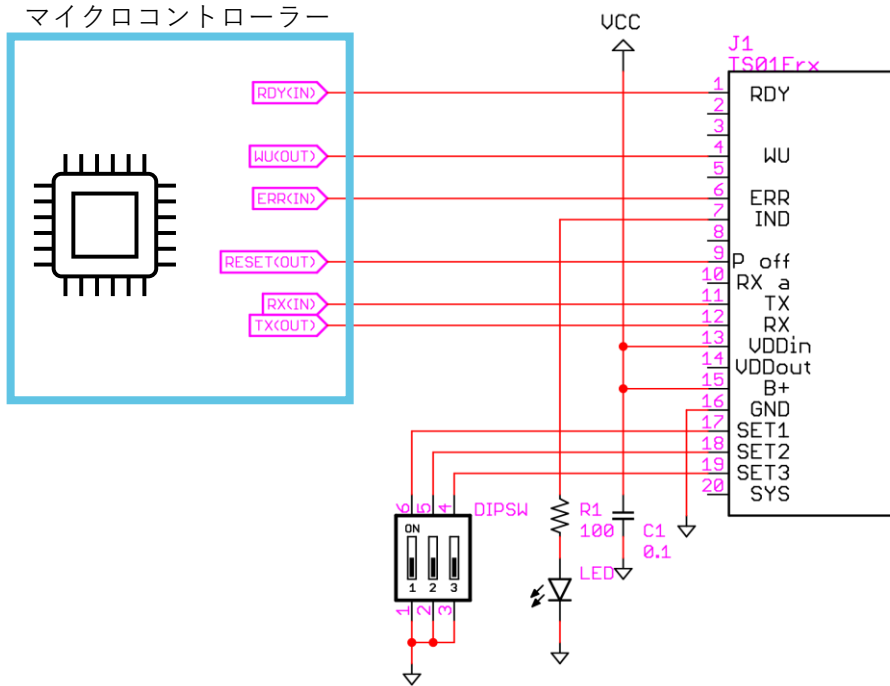 マイクロコントローラー
VCC
J1
TS01Frx
RDY(IN)
1
RDY
2
3
WU(OUT)
4
WU
5
ERR(IN)
6
ERR
7
IND
8
RESET(OUT)
9
P off
10
RX a
RX(IN)
11
TX
TX(OUT)
12
RX
13
VDDin
14
VDDout
15
B+
16
GND
17
SET1
18
SET2
19
SET3
20
SYS
6
5
4
DIPSW
ON
1
2
3
1
2
3
R1
100
C1
0.1
LED